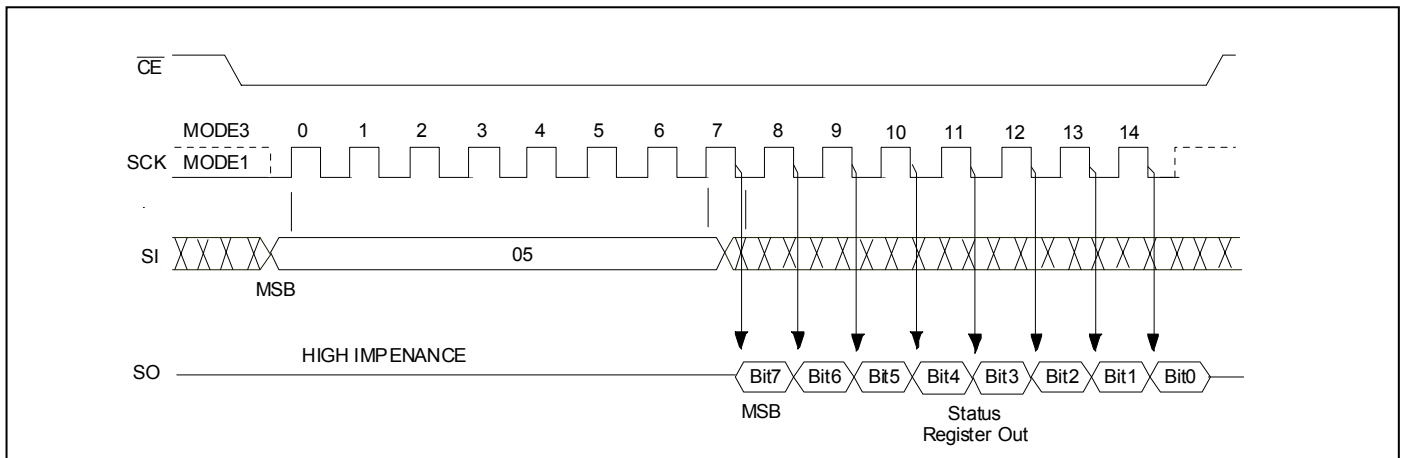 CE
MODE3 0 1 2 3 4 5 6 7 8 9 10 11 12 13 14
SCK MODE1
SI 05
MSB
HIGH IMPENANCE
SO Bit7 Bit6 Bit5 Bit4 Bit3 Bit2 Bit1 Bit0
MSB Status
Register Out